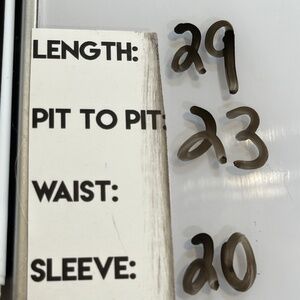 LENGTH: 29
PIT TO PIT: 23
WAIST:
SLEEVE: 20